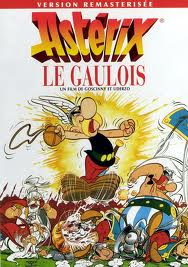 VERSION REMASTERISÉE
Astérix
LE GAULOIS
UN FILM DE GOSCINNY ET UDERZO